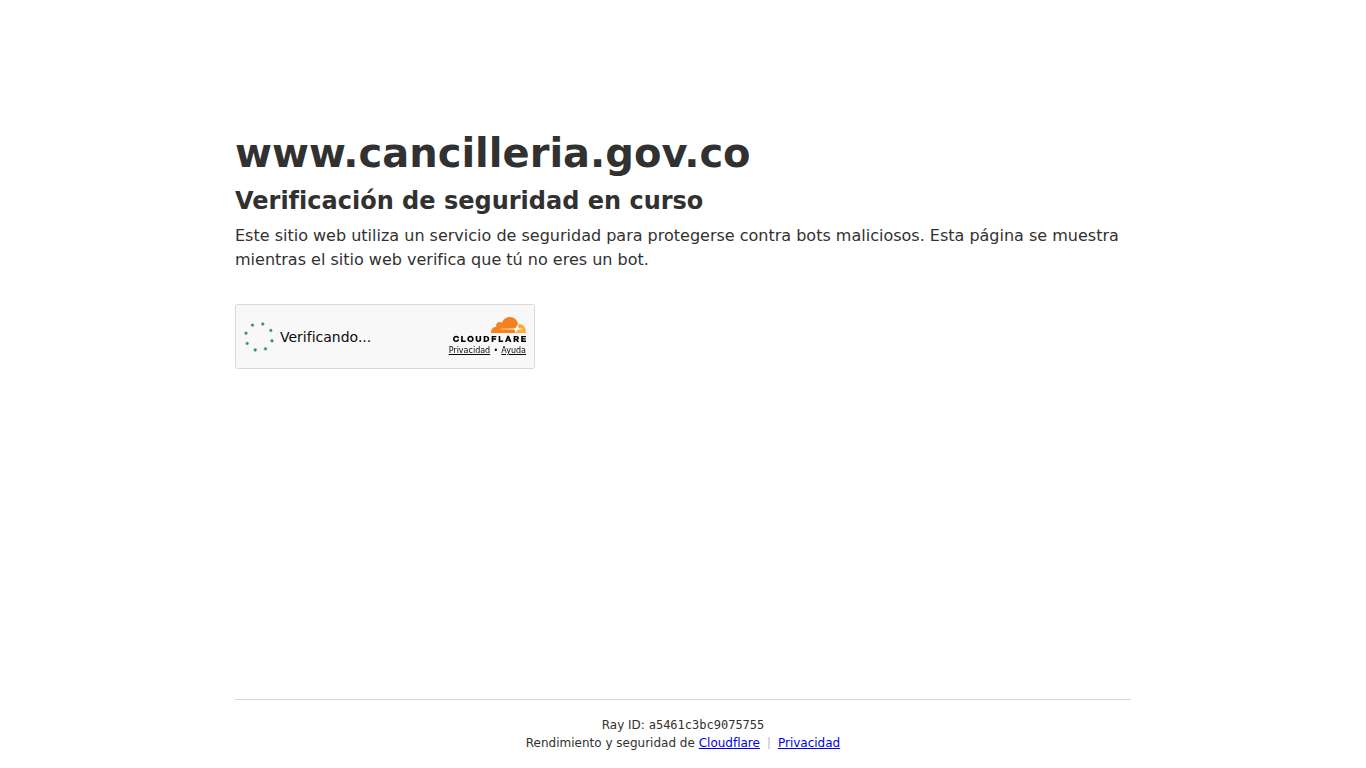 www.cancilleria.gov.co
Verificación de seguridad en curso
Este sitio web utiliza un servicio de seguridad para protegerse contra bots maliciosos. Esta página se muestra
mientras el sitio web verifica que tú no eres un bot.
Verificando...
CLOUDFLARE
Privacidad • Ayuda
Ray ID: a5461c3bc9075755
Rendimiento y seguridad de Cloudflare | Privacidad